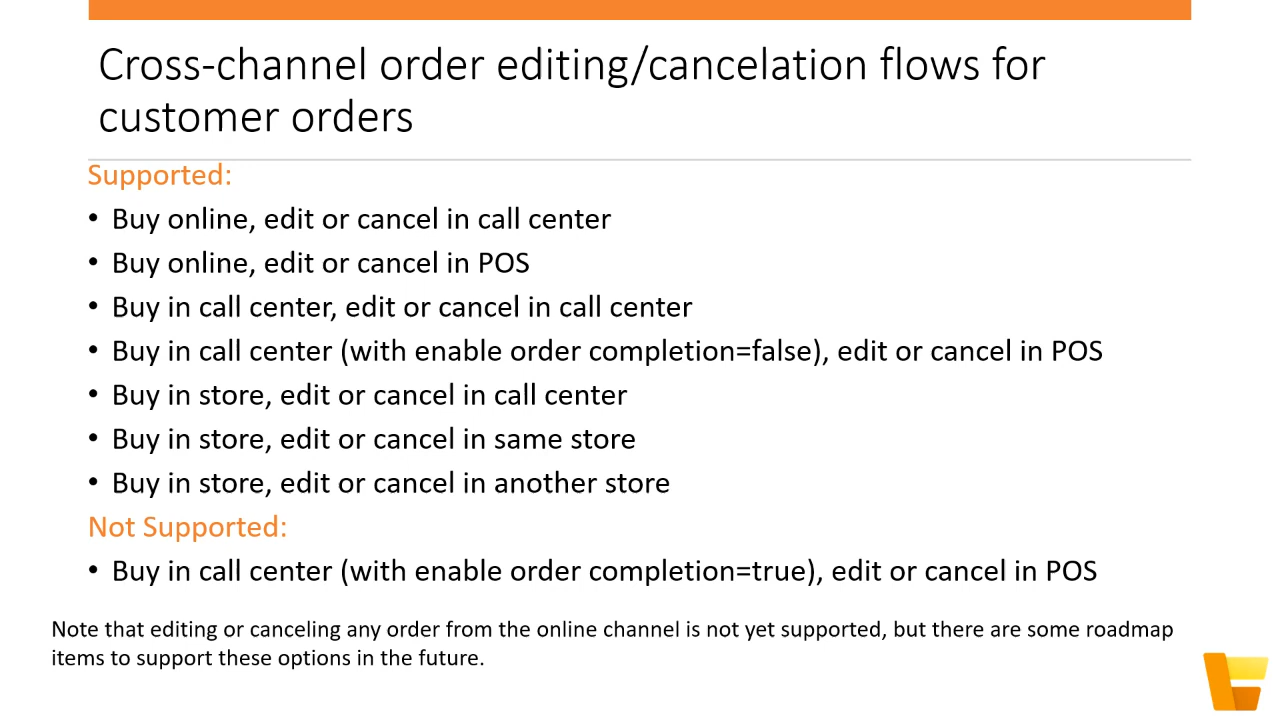 Cross-channel order editing/cancelation flows for
customer orders
Supported:
• Buy online, edit or cancel in call center
• Buy online, edit or cancel in POS
• Buy in call center, edit or cancel in call center
• Buy in call center (with enable order completion=false), edit or cancel in POS
• Buy in store, edit or cancel in call center
• Buy in store, edit or cancel in same store
• Buy in store, edit or cancel in another store
Not Supported:
• Buy in call center (with enable order completion=true), edit or cancel in POS
Note that editing or canceling any order from the online channel is not yet supported, but there are some roadmap
items to support these options in the future.